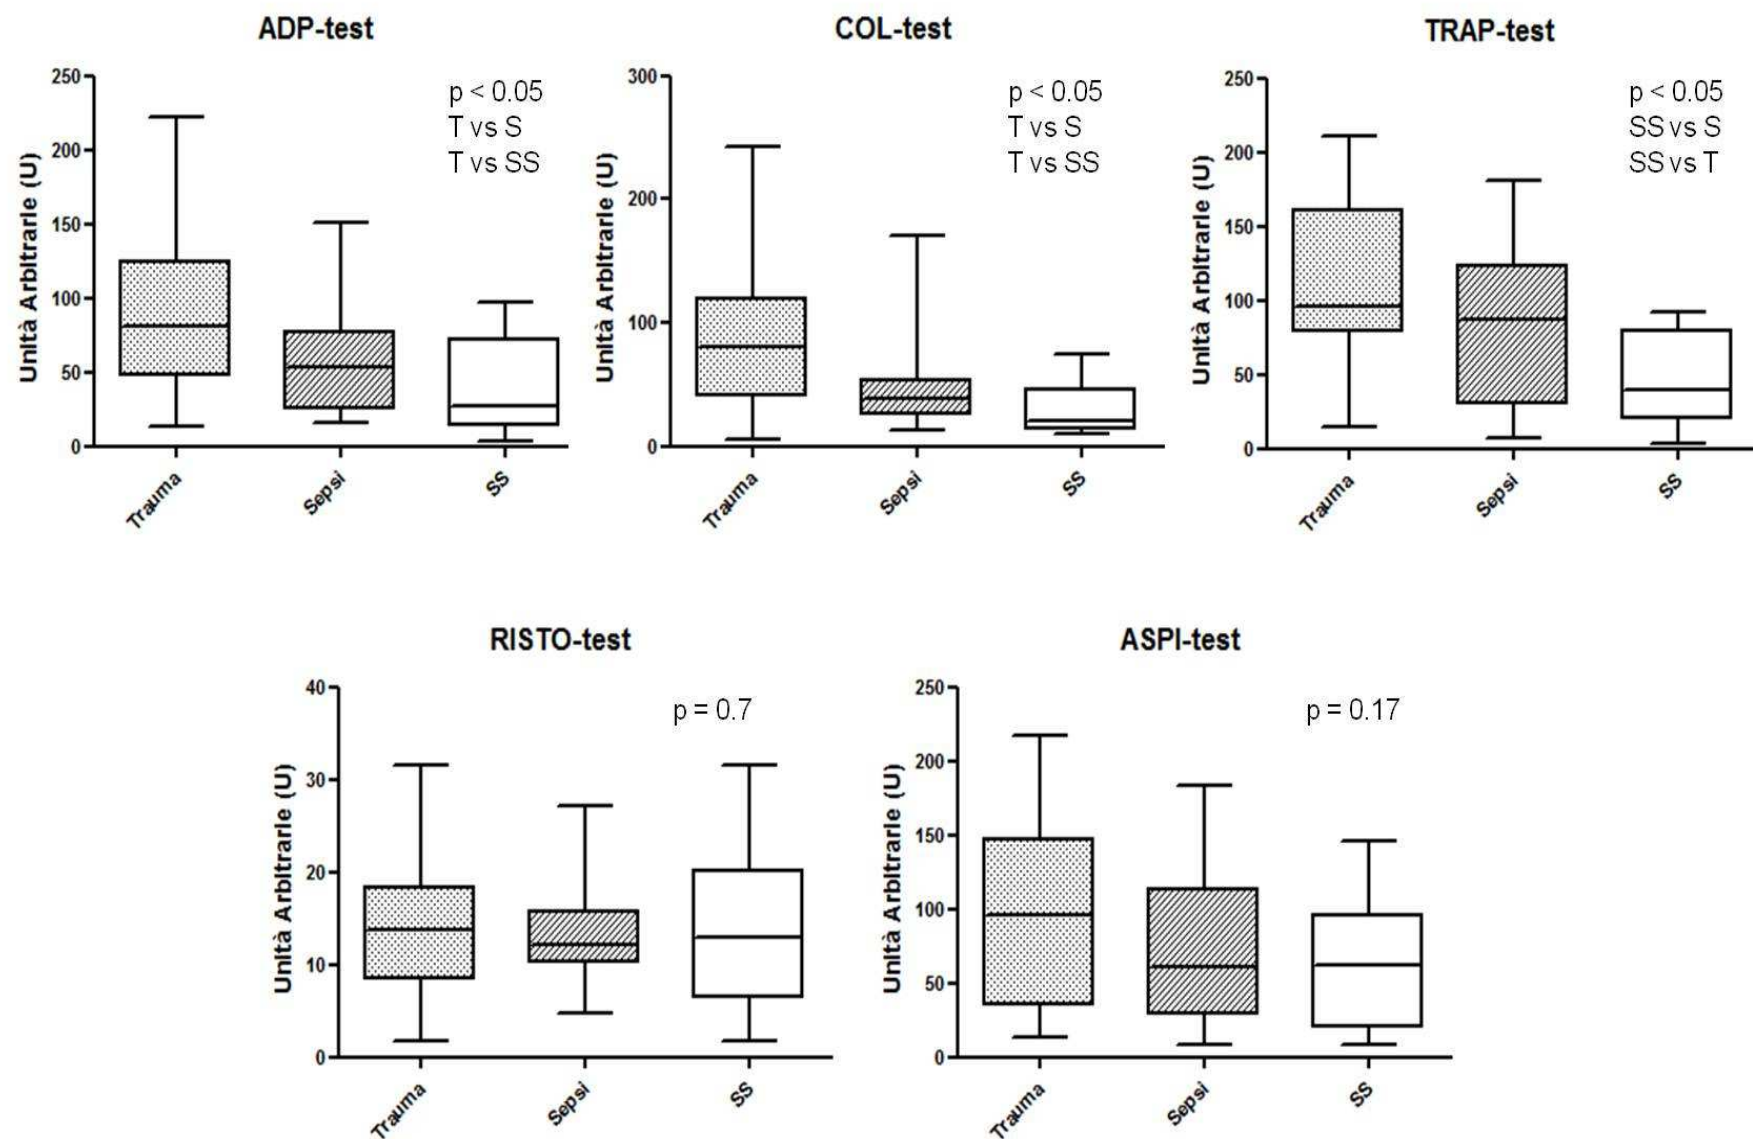 ADP-test
p < 0.05
T vs S
T vs SS
Unità Arbitrarie (U)
250
200
150
100
50
0
Trauma
Sepsi
SS
COL-test
p < 0.05
T vs S
T vs SS
Unità Arbitrarie (U)
300
200
100
0
Trauma
Sepsi
SS
TRAP-test
p < 0.05
SS vs S
SS vs T
Unità Arbitrarie (U)
250
200
150
100
50
0
Trauma
Sepsi
SS
RISTO-test
p = 0.7
Unità Arbitrarie (U)
40
30
20
10
0
Trauma
Sepsi
SS
ASPI-test
p = 0.17
Unità Arbitrarie (U)
250
200
150
100
50
0
Trauma
Sepsi
SS